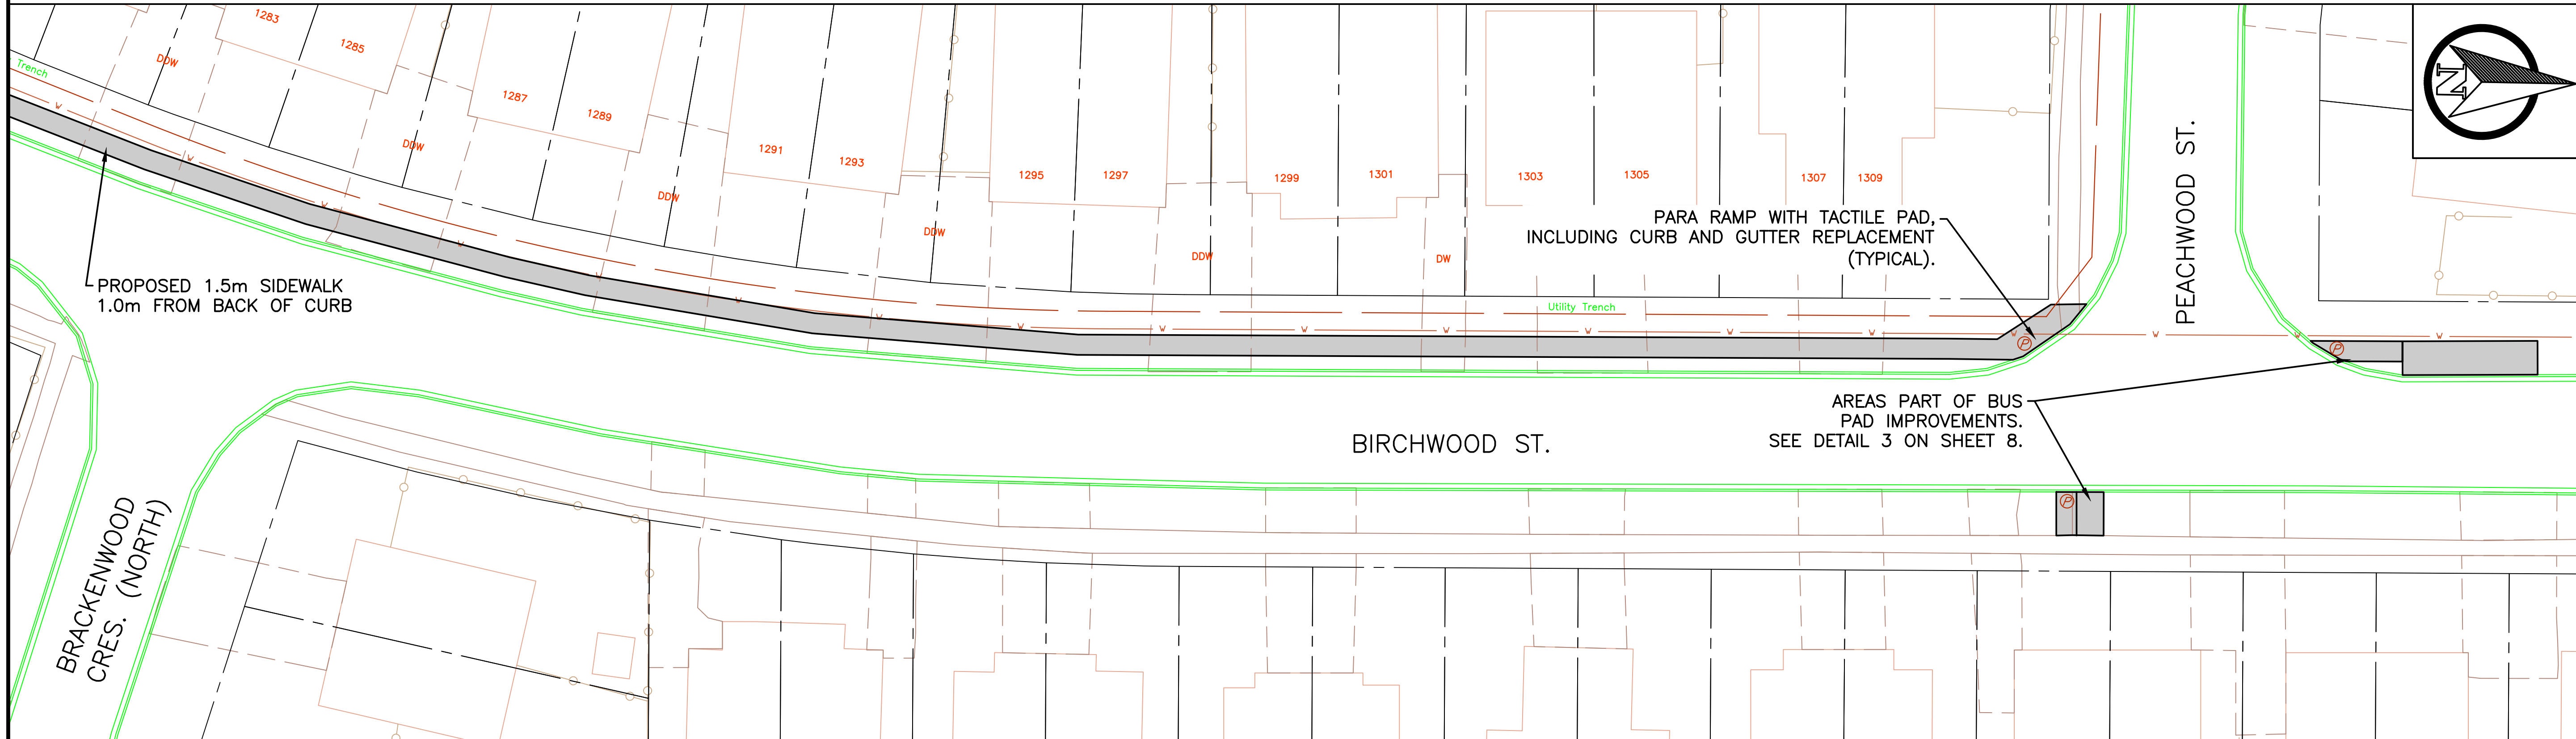 1283
1285
DDW
Trench
1287
1289
DDW
1291
1293
DDW
1295
1297
DDW
1299
1301
DDW
1303
1305
DW
1307
1309
N
PEACHWOOD ST.
PARA RAMP WITH TACTILE PAD,
INCLUDING CURB AND GUTTER REPLACEMENT
(TYPICAL).
PROPOSED 1.5m SIDEWALK
1.0m FROM BACK OF CURB
Utility Trench
W W W W W W W W W W W W W W W W W W
P
P
AREAS PART OF BUS
PAD IMPROVEMENTS.
SEE DETAIL 3 ON SHEET 8.
BIRCHWOOD ST.
P
BRACKENWOOD
CRES. (NORTH)